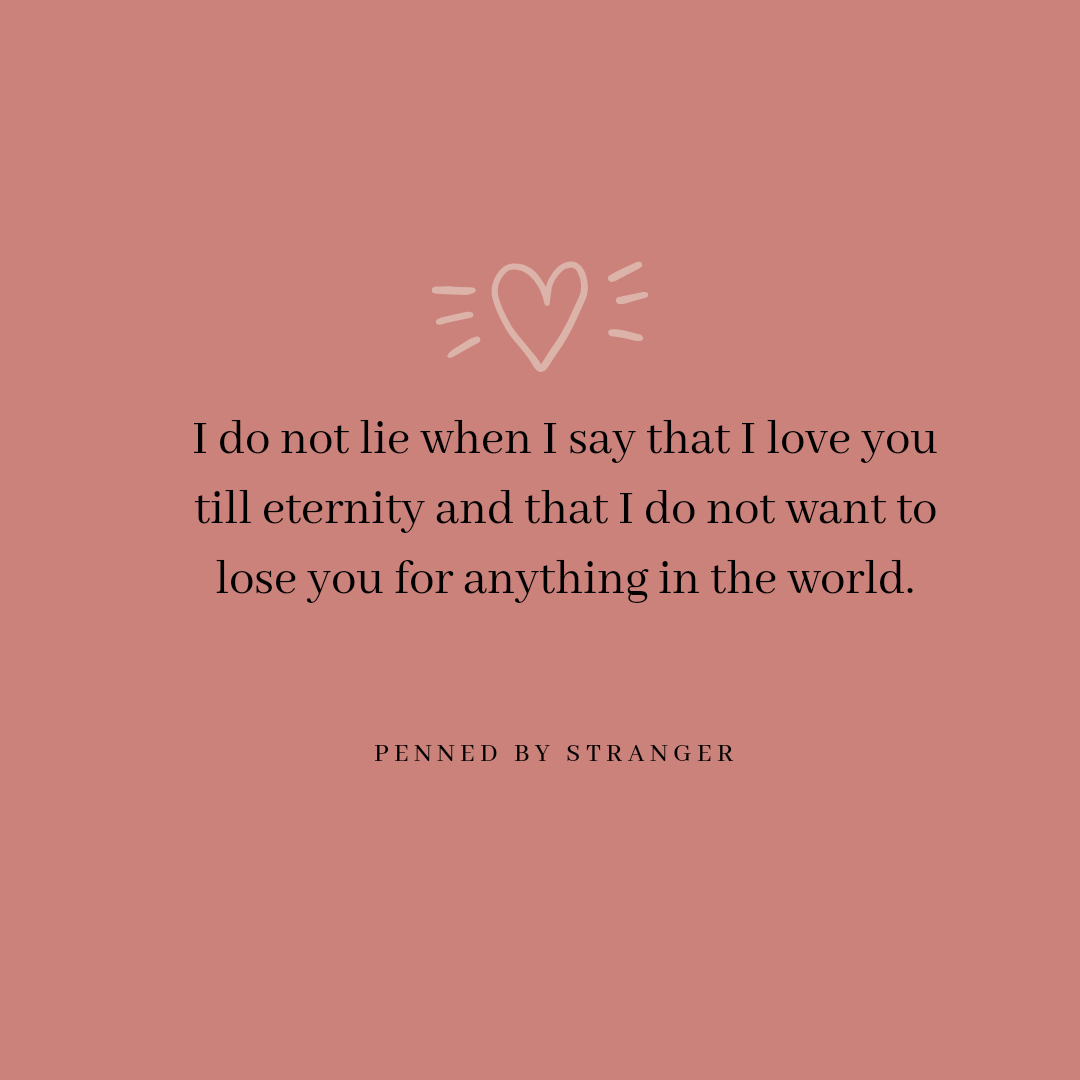 I do not lie when I say that I love you
till eternity and that I do not want to
lose you for anything in the world.
PENNED BY STRANGER